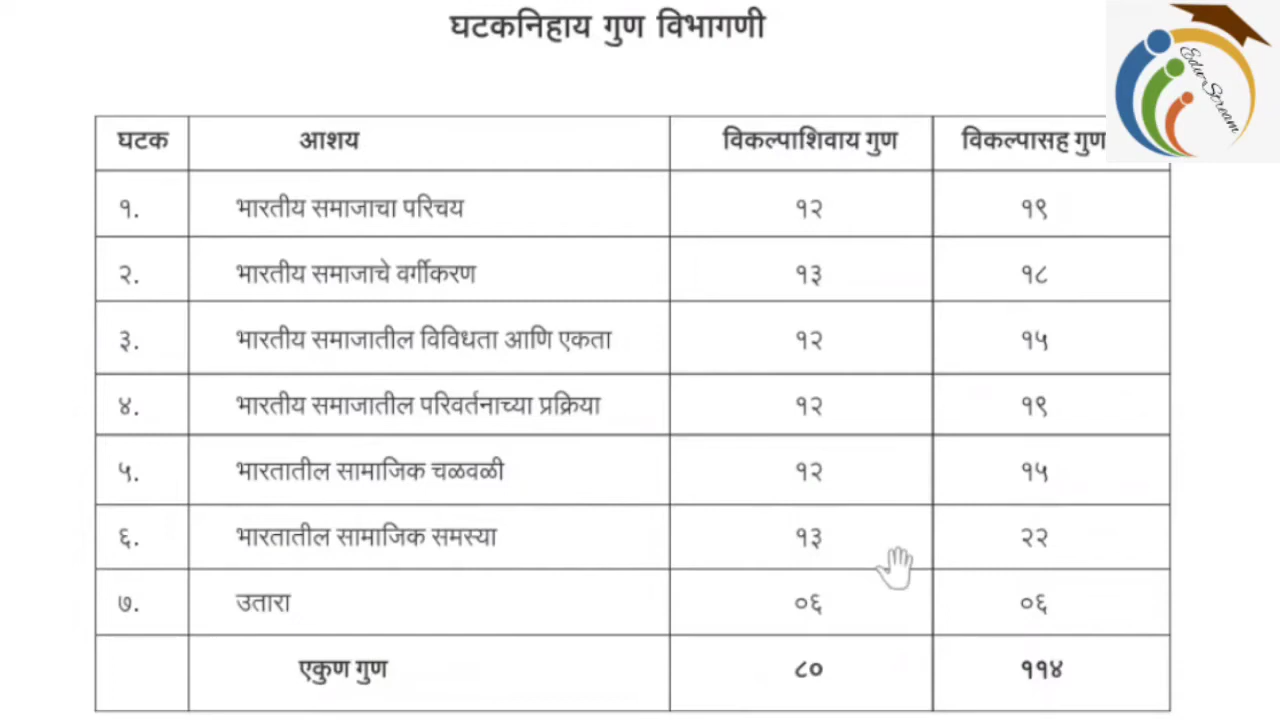 घटकनिहाय गुण विभागणी
Edu-Scream
घटक आशय विकल्पाशिवाय गुण विकल्पासह गुण
१. भारतीय समाजाचा परिचय १२ १९
२. भारतीय समाजाचे वर्गीकरण १३ १८
३. भारतीय समाजातील विविधता आणि एकता १२ १५
४. भारतीय समाजातील परिवर्तनाच्या प्रक्रिया १२ १९
५. भारतातील सामाजिक चळवळी १२ १५
६. भारतातील सामाजिक समस्या १३ २२
७. उतारा ०६ ०६
एकुण गुण ८० ११४